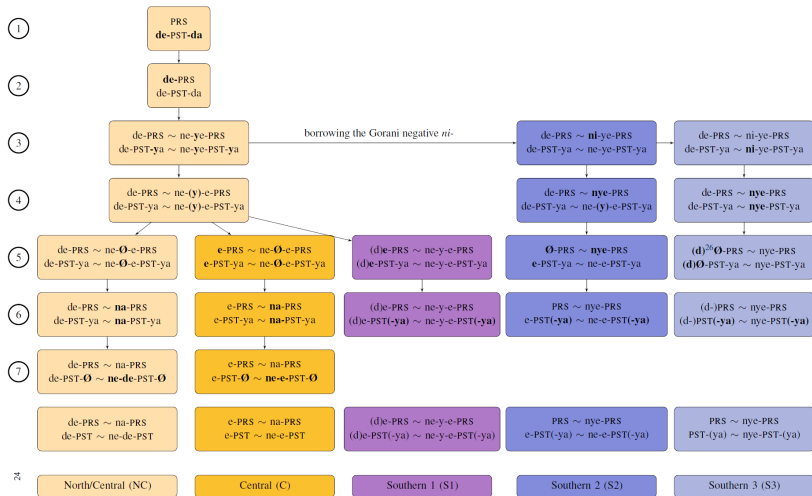 ①
PRS
de-PST-da
②
de-PRS
de-PST-da
③
de-PRS ~ ne-ye-PRS
de-PST-ya ~ ne-ye-PST-ya
borrowing the Gorani negative ni-
de-PRS ~ ni-ye-PRS
de-PST-ya ~ ne-ye-PST-ya
de-PRS ~ ni-ye-PRS
de-PST-ya ~ ni-ye-PST-ya
④
de-PRS ~ ne-(y)-e-PRS
de-PST-ya ~ ne-(y)-e-PST-ya
de-PRS ~ nye-PRS
de-PST-ya ~ ne-(y)-e-PST-ya
de-PRS ~ nye-PRS
de-PST-ya ~ nye-PST-ya
⑤
de-PRS ~ ne-Ø-e-PRS
de-PST-ya ~ ne-Ø-e-PST-ya
e-PRS ~ ne-Ø-e-PRS
e-PST-ya ~ ne-Ø-e-PST-ya
(d)e-PRS ~ ne-y-e-PRS
(d)e-PST-ya ~ ne-y-e-PST-ya
Ø-PRS ~ nye-PRS
e-PST-ya ~ ne-e-PST-ya
(d)26Ø-PRS ~ nye-PRS
(d)Ø-PST-ya ~ nye-PST-ya
⑥
de-PRS ~ na-PRS
de-PST-ya ~ na-PST-ya
e-PRS ~ na-PRS
e-PST-ya ~ na-PST-ya
(d)e-PRS ~ ne-y-e-PRS
(d)e-PST(-ya) ~ ne-y-e-PST(-ya)
PRS ~ nye-PRS
e-PST(-ya) ~ ne-e-PST(-ya)
(d-)PRS ~ nye-PRS
(d-)PST(-ya) ~ nye-PST(-ya)
⑦
de-PRS ~ na-PRS
de-PST-Ø ~ ne-de-PST-Ø
e-PRS ~ na-PRS
e-PST-Ø ~ ne-e-PST-Ø
de-PRS ~ na-PRS
de-PST ~ ne-de-PST
e-PRS ~ na-PRS
e-PST ~ ne-e-PST
(d)e-PRS ~ ne-y-e-PRS
(d)e-PST(-ya) ~ ne-y-e-PST(-ya)
PRS ~ nye-PRS
e-PST(-ya) ~ ne-e-PST(-ya)
PRS ~ nye-PRS
PST-(ya) ~ nye-PST-(ya)
24
North/Central (NC)
Central (C)
Southern 1 (S1)
Southern 2 (S2)
Southern 3 (S3)